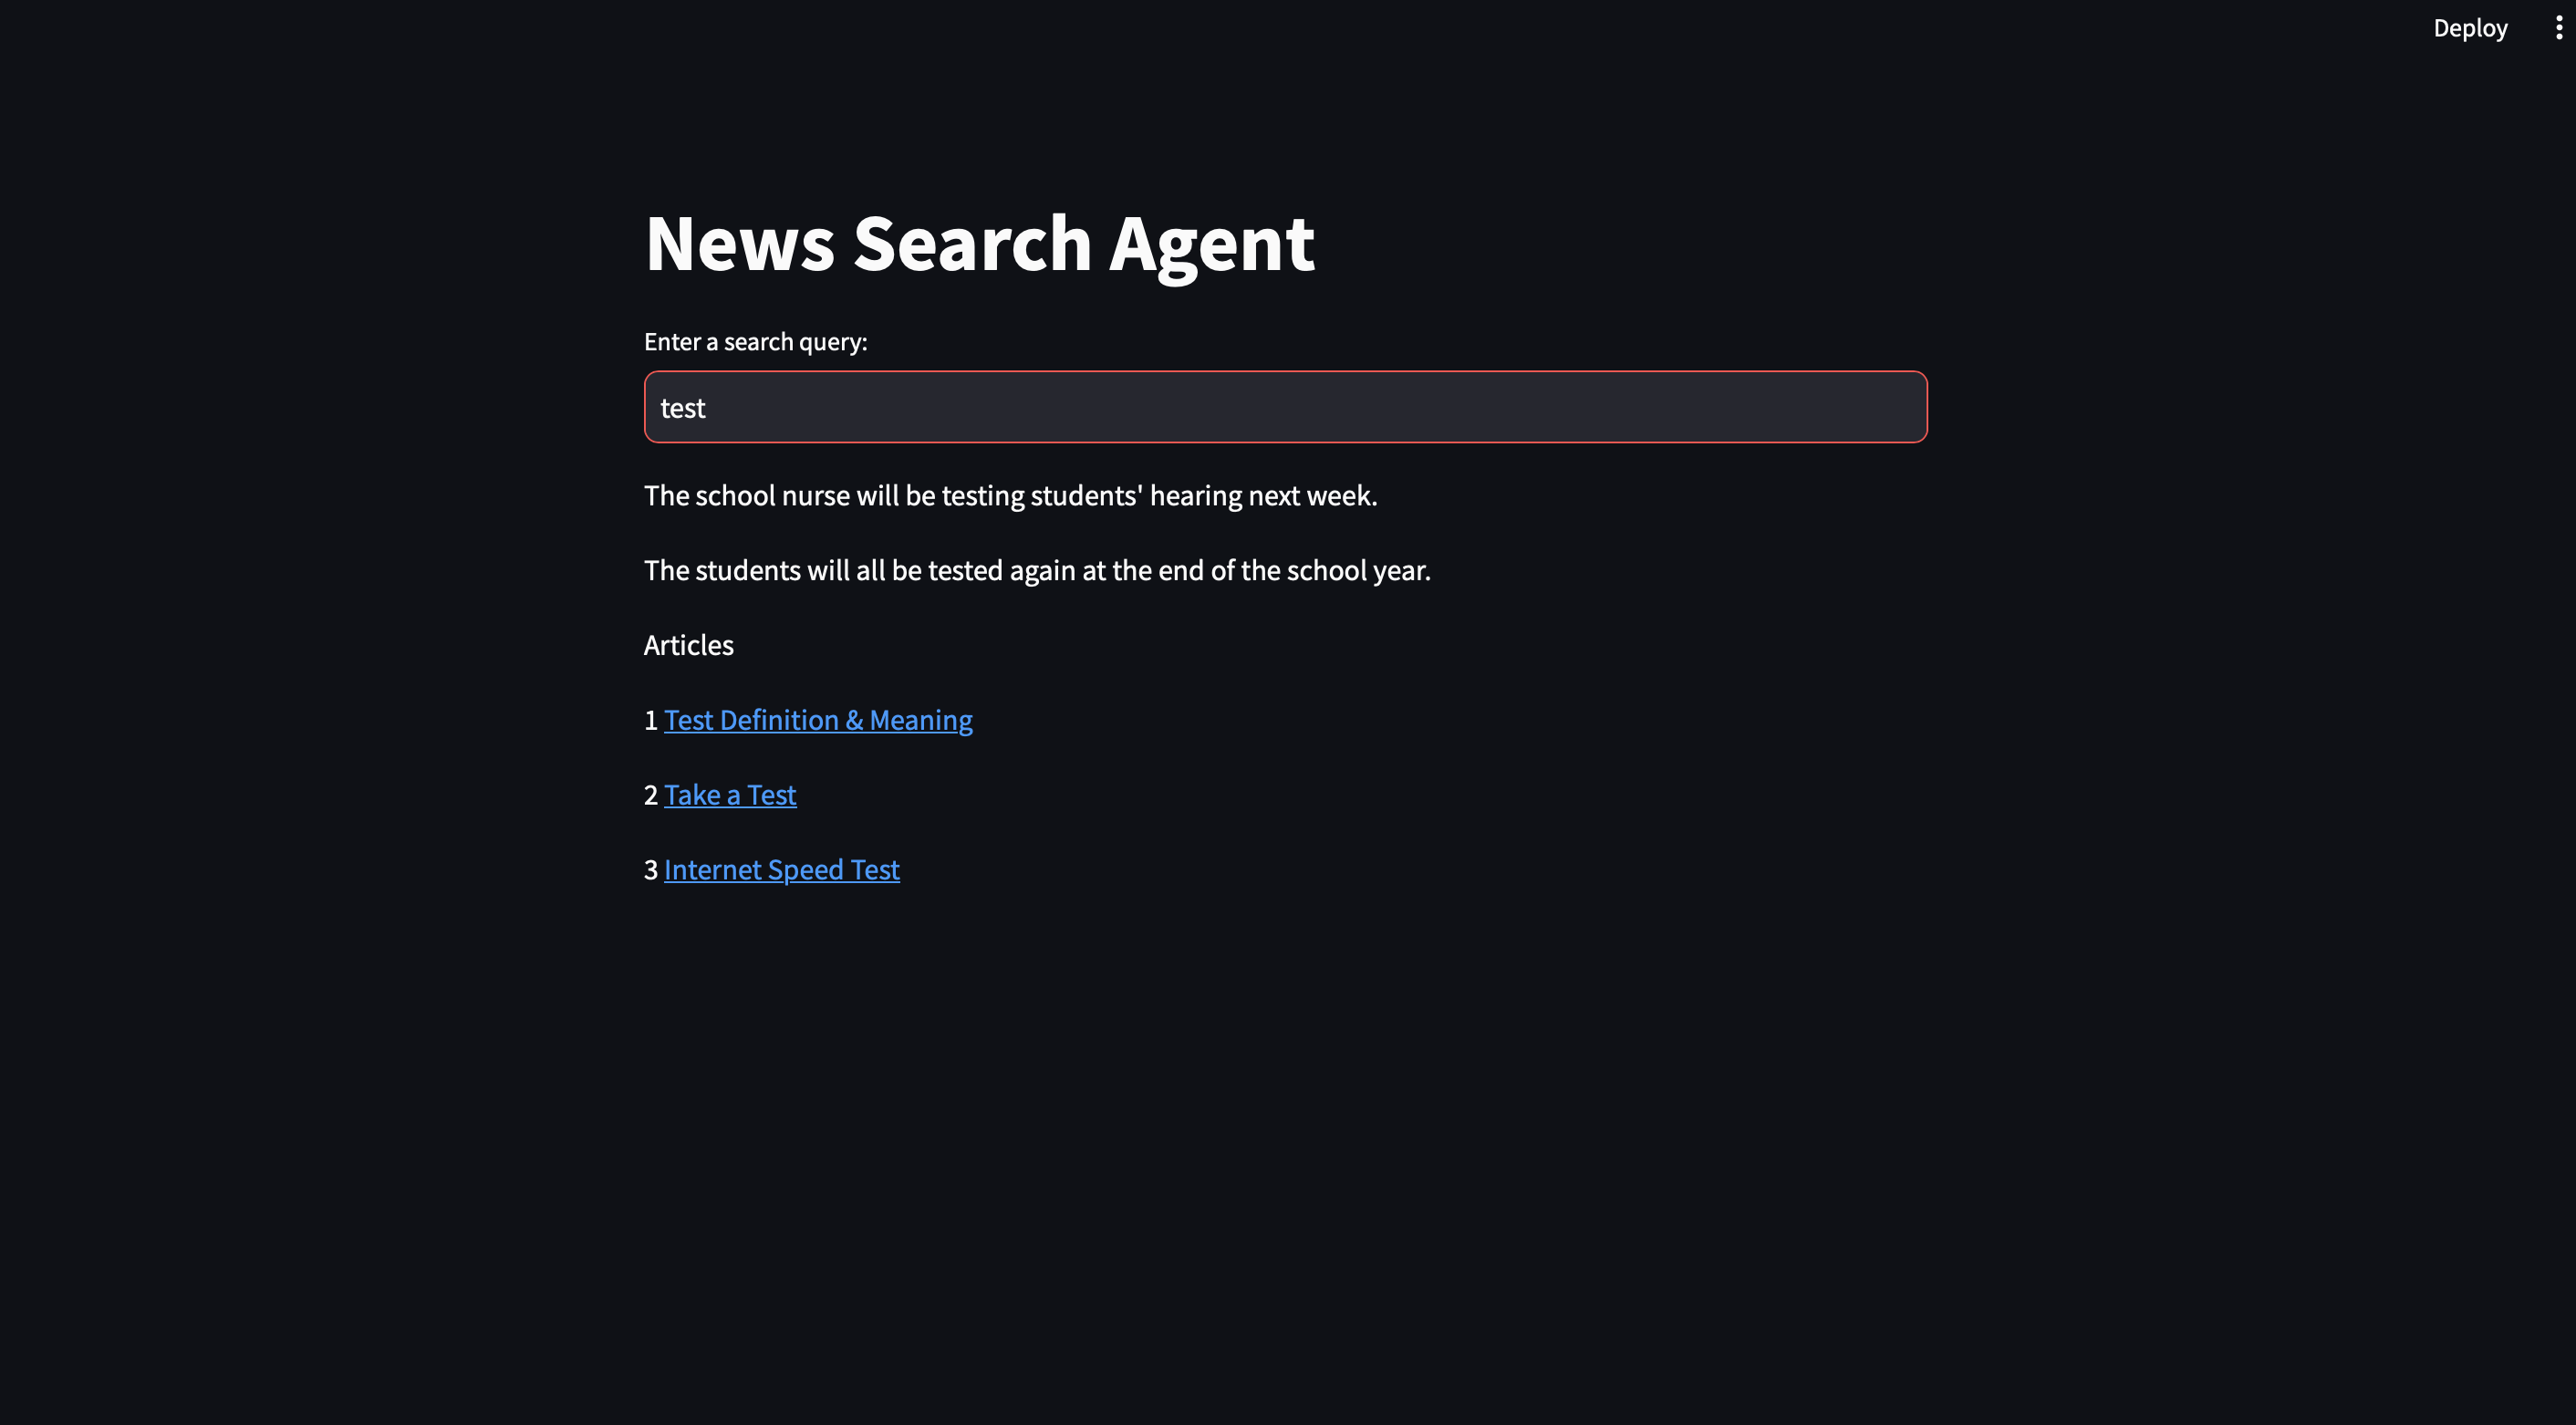 Deploy
News Search Agent
Enter a search query:
test
The school nurse will be testing students' hearing next week.
The students will all be tested again at the end of the school year.
Articles
1 Test Definition & Meaning
2 Take a Test
3 Internet Speed Test